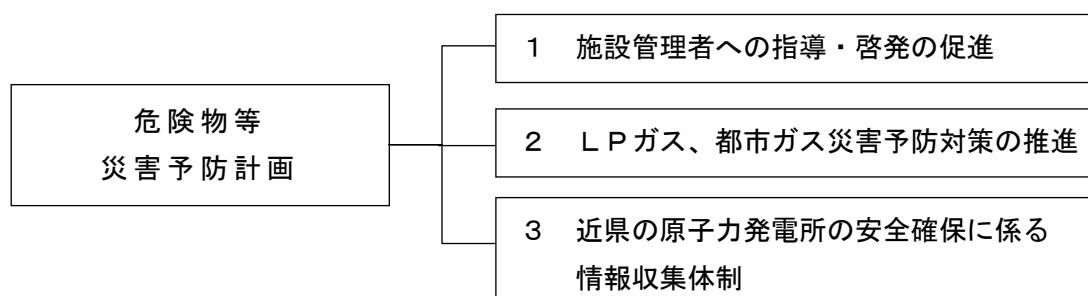 危険物等
災害予防計画
１　施設管理者への指導・啓発の促進
２　ＬＰガス、都市ガス災害予防対策の推進
３　近県の原子力発電所の安全確保に係る
情報収集体制